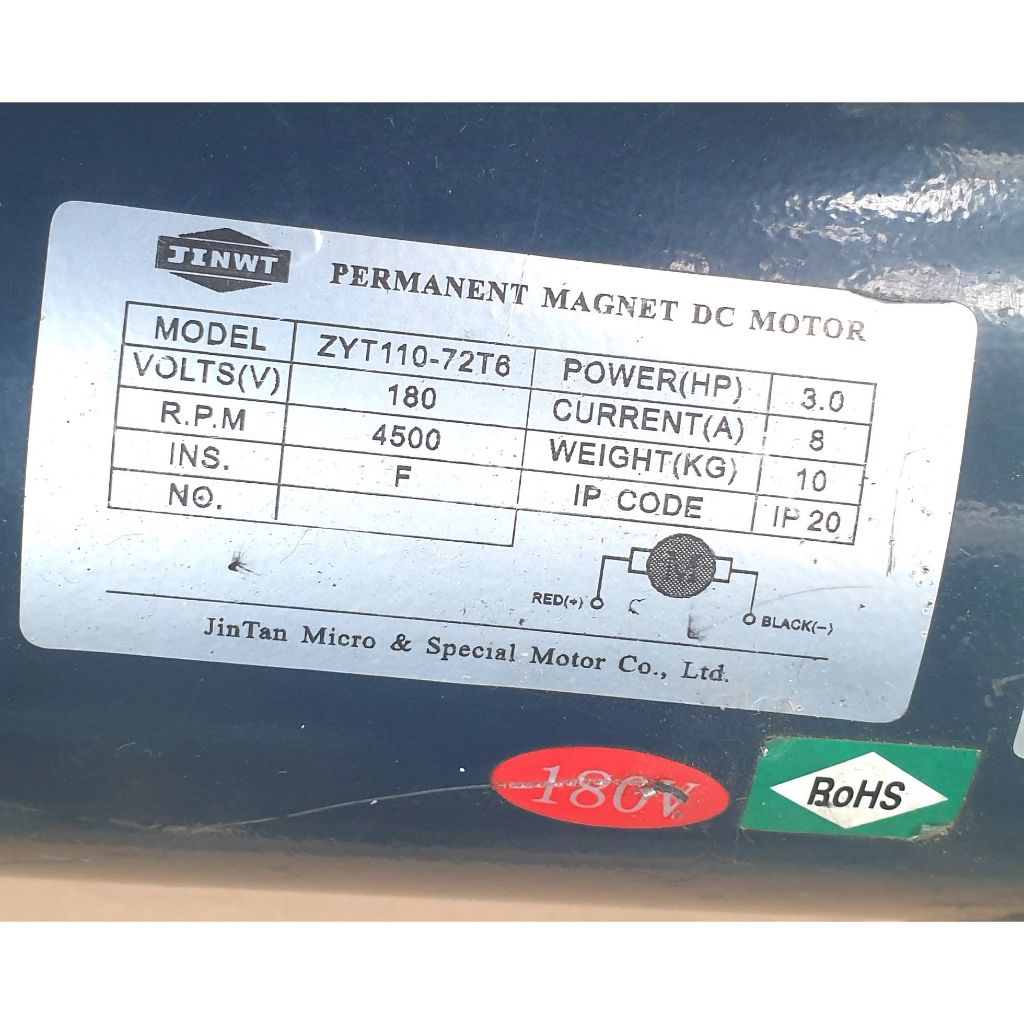 JINWT
PERMANENT MAGNET DC MOTOR
MODEL ZYT110-72T6 POWER(HP) 3.0
VOLTS(V) 180 CURRENT(A) 8
R.P.M 4500 WEIGHT(KG) 10
INS. F IP CODE IP 20
NO.
M
RED(+) BLACK(-)
JinTan Micro & Special Motor Co., Ltd.
180V
RoHS